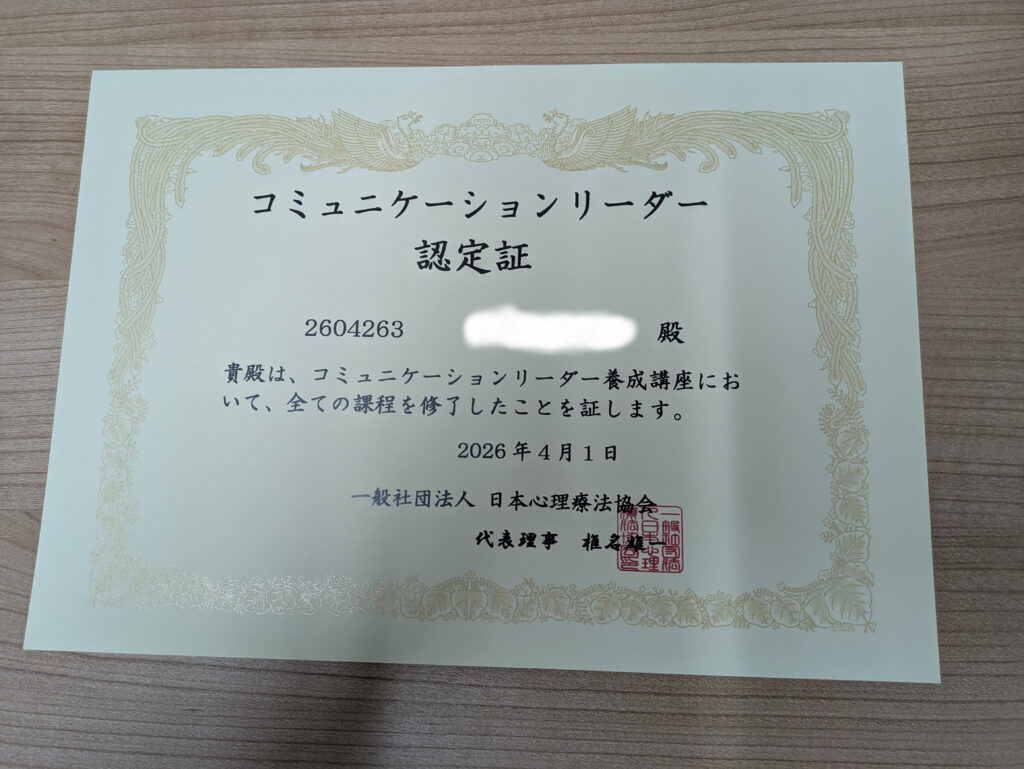 コミュニケーションリーダー
認定証
2604263 殿
貴殿は、コミュニケーションリーダー養成講座にお
いて、全ての課程を修了したことを証します。
2026年4月1日
一般社団法人 日本心理療法協会
代表理事 椎名雄一